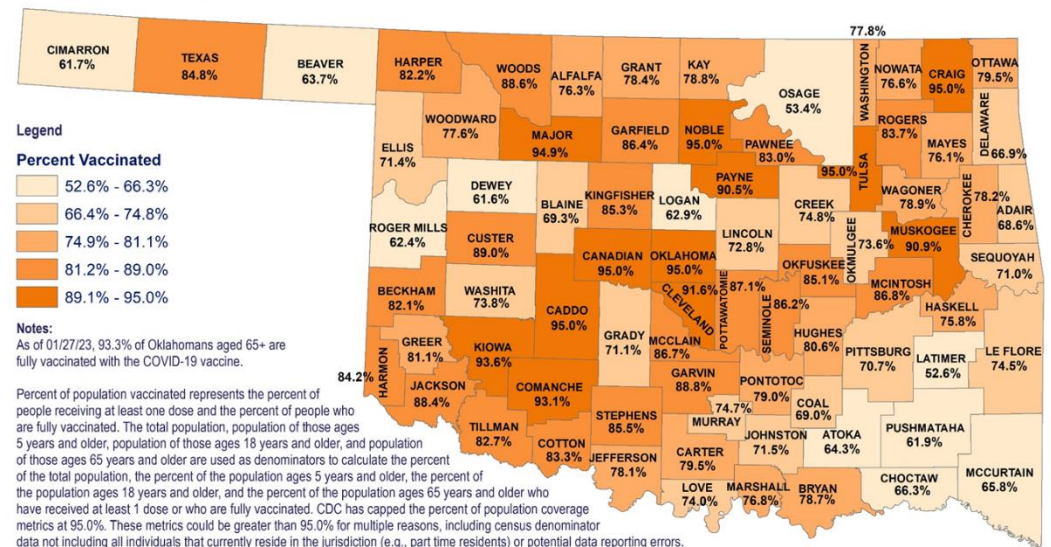 77.8%
CIMARRON
61.7%
TEXAS
84.8%
BEAVER
63.7%
HARPER
82.2%
WOODS
88.6%
ALFALFA
76.3%
GRANT
78.4%
KAY
78.8%
OSAGE
53.4%
WASHINGTON
NOWATA
76.6%
CRAIG
95.0%
OTTAWA
79.5%
WOODWARD
77.6%
MAJOR
94.9%
GARFIELD
86.4%
NOBLE
95.0%
PAWNEE
83.0%
ROGERS
83.7%
MAYES
76.1%
DELAWARE
66.9%
ELLIS
71.4%
PAYNE
90.5%
95.0%
TULSA
DEWEY
61.6%
BLAINE
69.3%
KINGFISHER
85.3%
LOGAN
62.9%
CREEK
74.8%
WAGONER
78.9%
CHEROKEE
78.2%
ADAIR
68.6%
ROGER MILLS
62.4%
CUSTER
89.0%
CANADIAN
95.0%
OKLAHOMA
95.0%
LINCOLN
72.8%
OKMULGEE
73.6%
MUSKOGEE
90.9%
SEQUOYAH
71.0%
OKFUSKEE
85.1%
MCINTOSH
86.8%
BECKHAM
82.1%
WASHITA
73.8%
CADDO
95.0%
GRADY
71.1%
91.6%
CLEVELAND
87.1%
POTTAWATOMIE
SEMINOLE
86.2%
HUGHES
80.6%
HASKELL
75.8%
GREER
81.1%
KIOWA
93.6%
MCCLAIN
86.7%
PITTSBURG
70.7%
LATIMER
52.6%
LE FLORE
74.5%
84.2%
HARMON
JACKSON
88.4%
COMANCHE
93.1%
GARVIN
88.8%
PONTOTOC
79.0%
COAL
69.0%
TILLMAN
82.7%
COTTON
83.3%
STEPHENS
85.5%
74.7%
MURRAY
JOHNSTON
71.5%
ATOKA
64.3%
PUSHMATAHA
61.9%
JEFFERSON
78.1%
CARTER
79.5%
LOVE
74.0%
MARSHALL
76.8%
BRYAN
78.7%
CHOCTAW
66.3%
MCCURTAIN
65.8%
Legend
Percent Vaccinated
52.6% - 66.3%
66.4% - 74.8%
74.9% - 81.1%
81.2% - 89.0%
89.1% - 95.0%
Notes:
As of 01/27/23, 93.3% of Oklahomans aged 65+ are
fully vaccinated with the COVID-19 vaccine.
Percent of population vaccinated represents the percent of
people receiving at least one dose and the percent of people who
are fully vaccinated. The total population, population of those ages
5 years and older, population of those ages 18 years and older, and population
of those ages 65 years and older are used as denominators to calculate the percent
of the total population, the percent of the population ages 5 years and older, the percent of
the population ages 18 years and older, and the percent of the population ages 65 years and older who
have received at least 1 dose or who are fully vaccinated. CDC has capped the percent of population coverage
metrics at 95.0%. These metrics could be greater than 95.0% for multiple reasons, including census denominator
data not including all individuals that currently reside in the jurisdiction (e.g., part time residents) or potential data reporting errors.